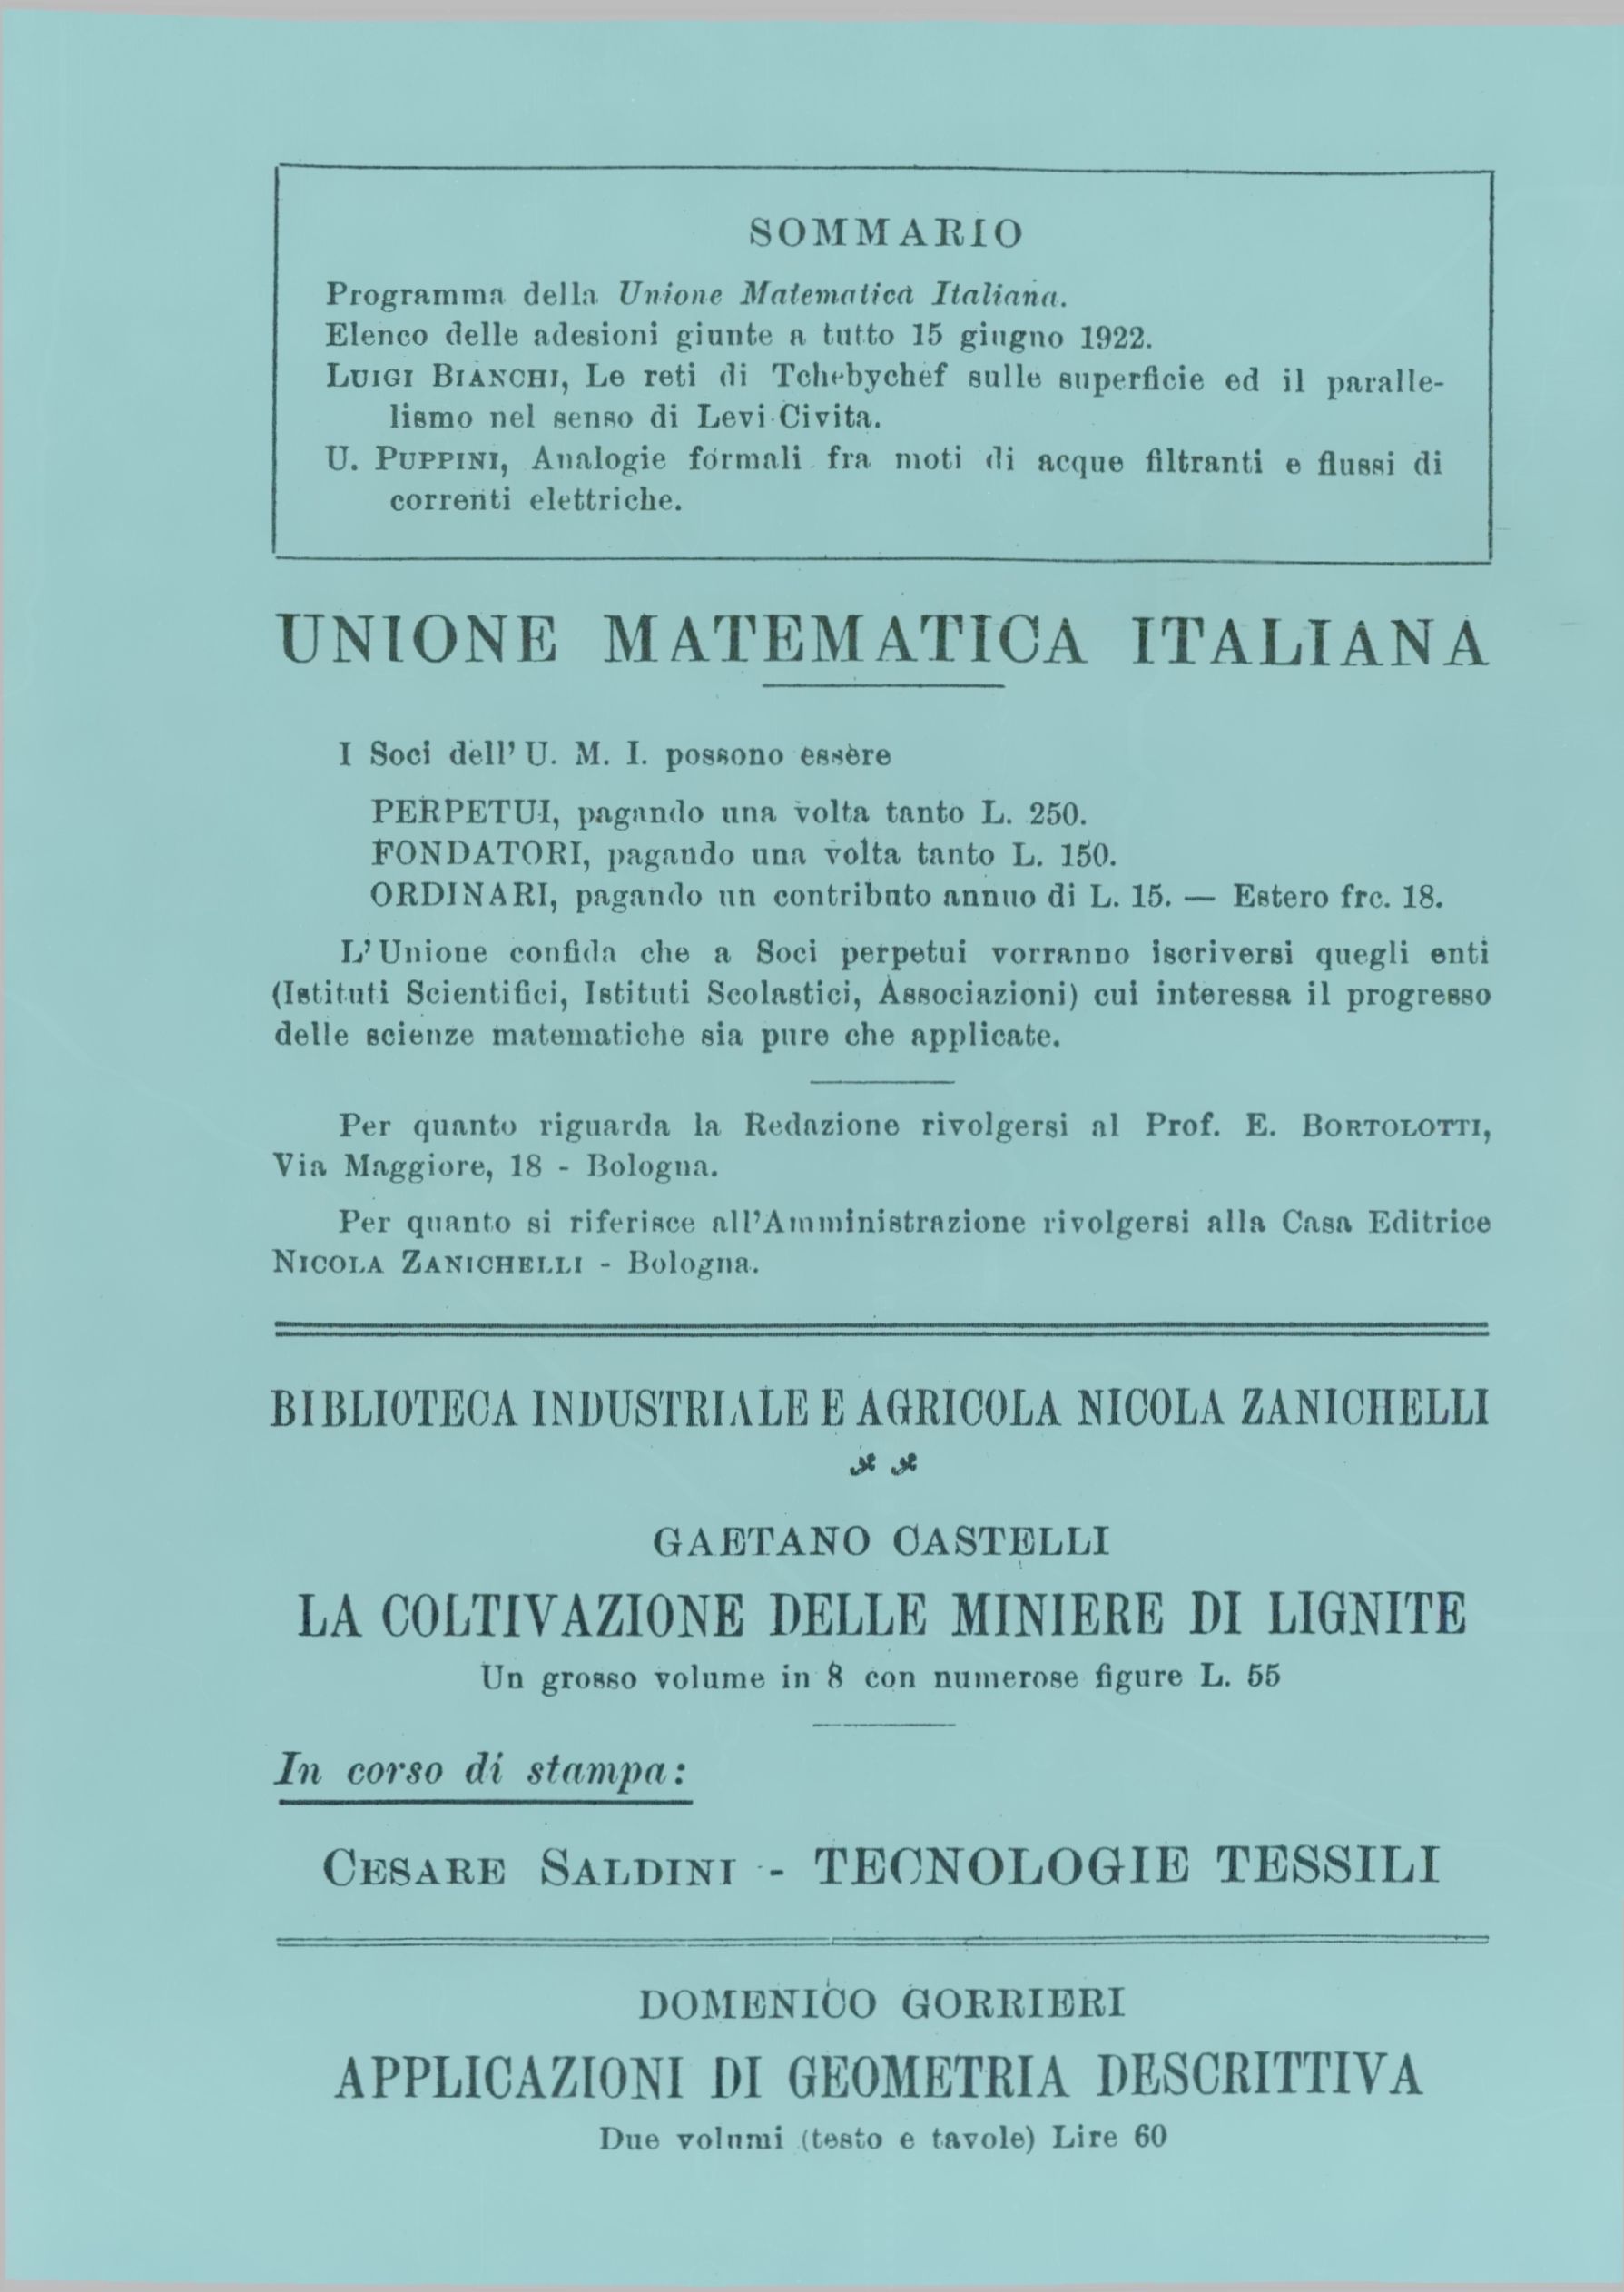 SOMMARIO
Programma della Unione Matematica Italiana.
Elenco delle adesioni giunte a tutto 15 giugno 1922.
LUIGI BIANCHI, Le reti di Tchebychef sulle superficie ed il paralle-
lismo nel senso di Levi-Civita.
U. PUPPINI, Analogie formali fra moti di acque filtranti e flussi di
correnti elettriche.
UNIONE MATEMATICA ITALIANA
I Soci dell' U. M. I. possono essere
PERPETUI, pagando una volta tanto L. 250.
FONDATORI, pagando una volta tanto L. 150.
ORDINARI, pagando un contributo annuo di L. 15. — Estero frc. 18.
L' Unione confida che a Soci perpetui vorranno iscriversi quegli enti
(Istituti Scientifici, Istituti Scolastici, Associazioni) cui interessa il progresso
delle scienze matematiche sia pure che applicate.
Per quanto riguarda la Redazione rivolgersi al Prof. E. BORTOLOTTI,
Via Maggiore, 18 - Bologna.
Per quanto si riferisce all'Amministrazione rivolgersi alla Casa Editrice
NICOLA ZANICHELLI - Bologna.
BIBLIOTECA INDUSTRIALE E AGRICOLA NICOLA ZANICHELLI
GAETANO CASTELLI
LA COLTIVAZIONE DELLE MINIERE DI LIGNITE
Un grosso volume in 8 con numerose figure L. 55
In corso di stampa:
CESARE SALDINI - TECNOLOGIE TESSILI
DOMENICO GORRIERI
APPLICAZIONI DI GEOMETRIA DESCRITTIVA
Due volumi (testo e tavole) Lire 60